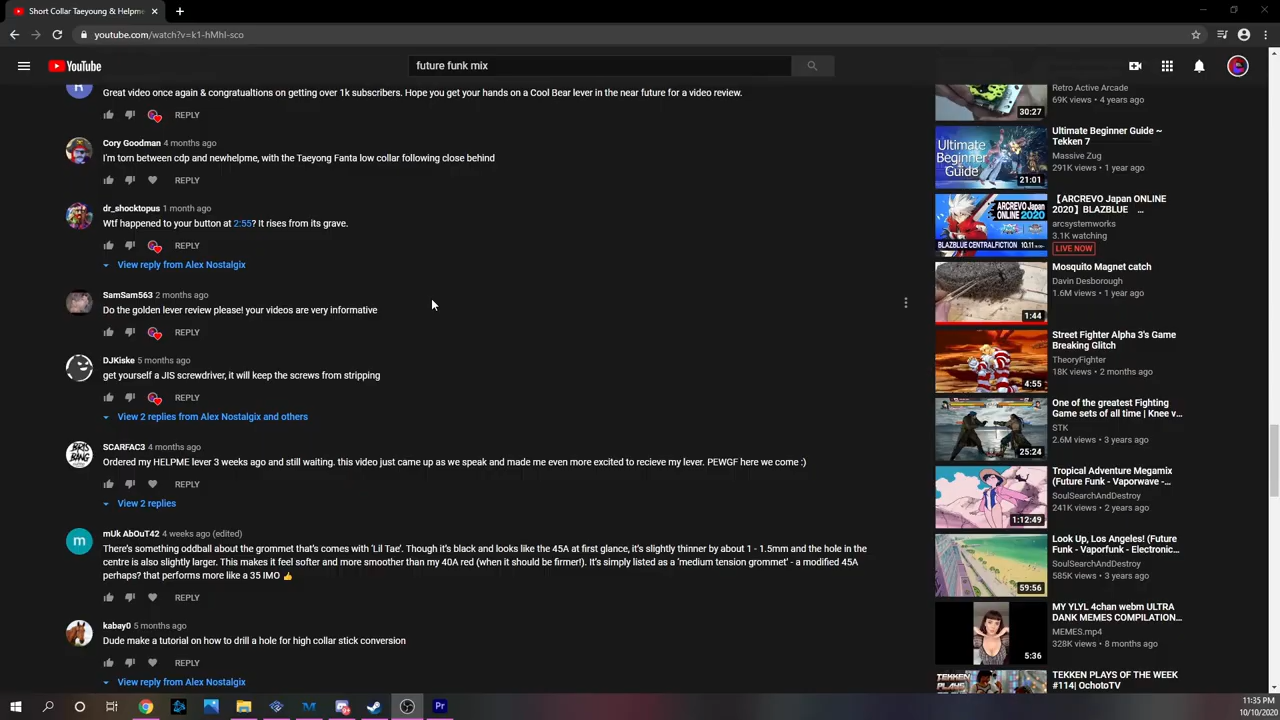 Short Collar Taeyoung & Helpme
youtube.com/watch?v=k1-hMhI-sco
YouTube
future funk mix
Great video once again & congratualtions on getting over 1k subscribers. Hope you get your hands on a Cool Bear lever in the near future for a video review.
REPLY
Cory Goodman 4 months ago
I'm torn between cdp and newhelpme, with the Taeyong Fanta low collar following close behind
REPLY
dr_shocktopus 1 month ago
Wtf happened to your button at 2:55? It rises from its grave.
REPLY
View reply from Alex Nostalgix
SamSam563 2 months ago
Do the golden lever review please! your videos are very informative
REPLY
DJKiske 5 months ago
get yourself a JIS screwdriver, it will keep the screws from stripping
REPLY
View 2 replies from Alex Nostalgix and others
SCARFAC3 4 months ago
Ordered my HELPME lever 3 weeks ago and still waiting. this video just came up as we speak and made me even more excited to recieve my lever. PEWGF here we come :)
REPLY
View 2 replies
m
mUk AbOuT42 4 weeks ago (edited)
There's something oddball about the grommet that's comes with 'Lil Tae'. Though it's black and looks like the 45A at first glance, it's slightly thinner by about 1 - 1.5mm and the hole in the
centre is also slightly larger. This makes it feel softer and more smoother than my 40A red (when it should be firmer!). It's simply listed as a 'medium tension grommet' - a modified 45A
perhaps? that performs more like a 35 IMO 👍
REPLY
kabay0 5 months ago
Dude make a tutorial on how to drill a hole for high collar stick conversion
REPLY
View reply from Alex Nostalgix
Retro Active Arcade
69K views • 4 years ago
30:27
Ultimate
Beginner
Guide
21:01
Ultimate Beginner Guide ~
Tekken 7
Massive Zug
291K views • 1 year ago
ARCREVO Japan
ONLINE
2020
BLAZBLUE CENTRALFICTION 10.11
【ARCREVO Japan ONLINE
2020】BLAZBLUE ...
arcsystemworks
3.1K watching
LIVE NOW
1:44
Mosquito Magnet catch
Davin Desborough
1.6M views • 1 year ago
4:55
Street Fighter Alpha 3's Game
Breaking Glitch
TheoryFighter
18K views • 2 months ago
25:24
One of the greatest Fighting
Game sets of all time | Knee v...
STK
2.6M views • 3 years ago
1:12:49
Tropical Adventure Megamix
(Future Funk - Vaporwave -...
SoulSearchAndDestroy
241K views • 2 years ago
59:56
Look Up, Los Angeles! (Future
Funk - Vaporfunk - Electronic...
SoulSearchAndDestroy
585K views • 3 years ago
5:36
MY YLYL 4chan webm ULTRA
DANK MEMES COMPILATION...
MEMES.mp4
328K views • 8 months ago
TEKKEN
PLAYS OF
THE WEEK
TEKKEN PLAYS OF THE WEEK
#114| OchotoTV
Pr
11:35 PM
10/10/2020